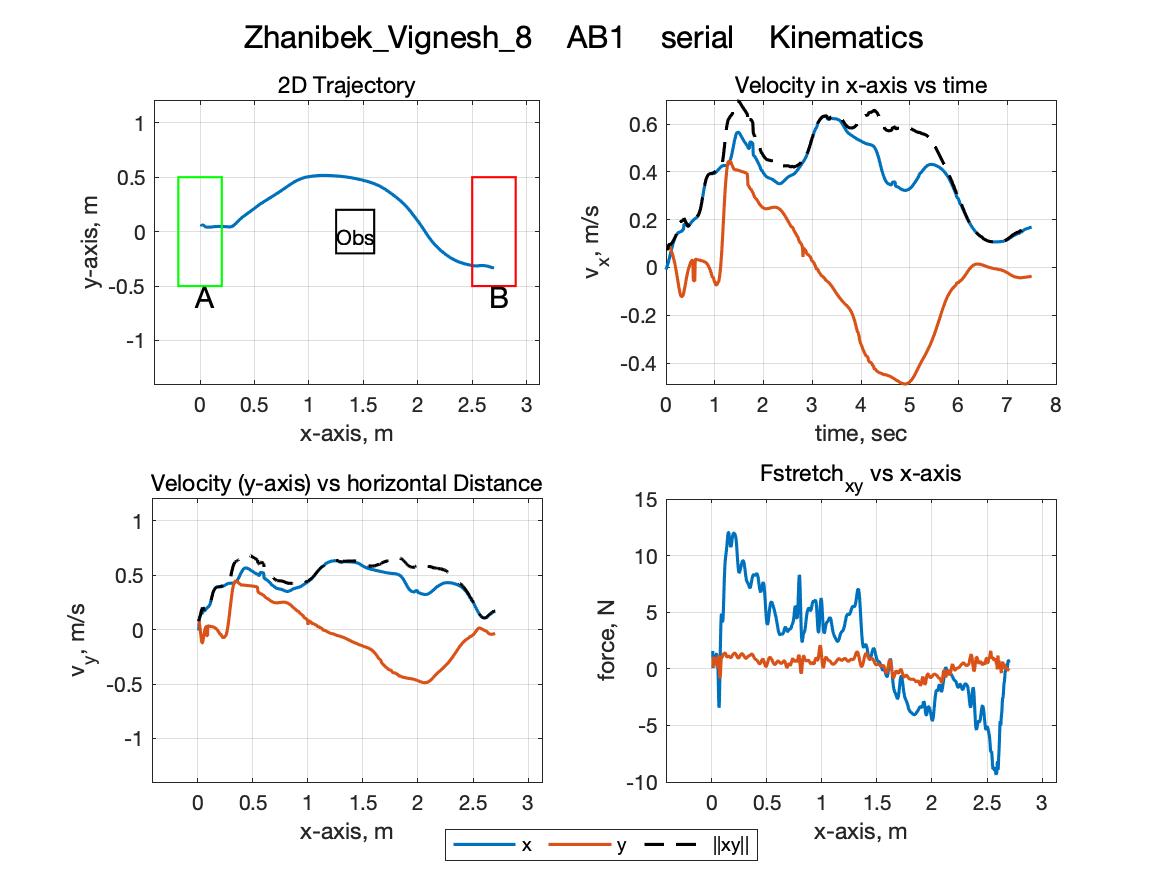 Zhanibek_Vignesh_8 AB1 serial Kinematics
2D Trajectory
1
0.5
0
-0.5
-1
y-axis, m
Obs
A
B
0 0.5 1 1.5 2 2.5 3
x-axis, m
Velocity in x-axis vs time
0.6
0.4
0.2
0
-0.2
-0.4
v_x, m/s
0 1 2 3 4 5 6 7 8
time, sec
Velocity (y-axis) vs horizontal Distance
1
0.5
0
-0.5
-1
v_y, m/s
0 0.5 1 1.5 2 2.5 3
x-axis, m
Fstretch_xy vs x-axis
15
10
5
0
-5
-10
force, N
0 0.5 1 1.5 2 2.5 3
x-axis, m
x y ||xy||